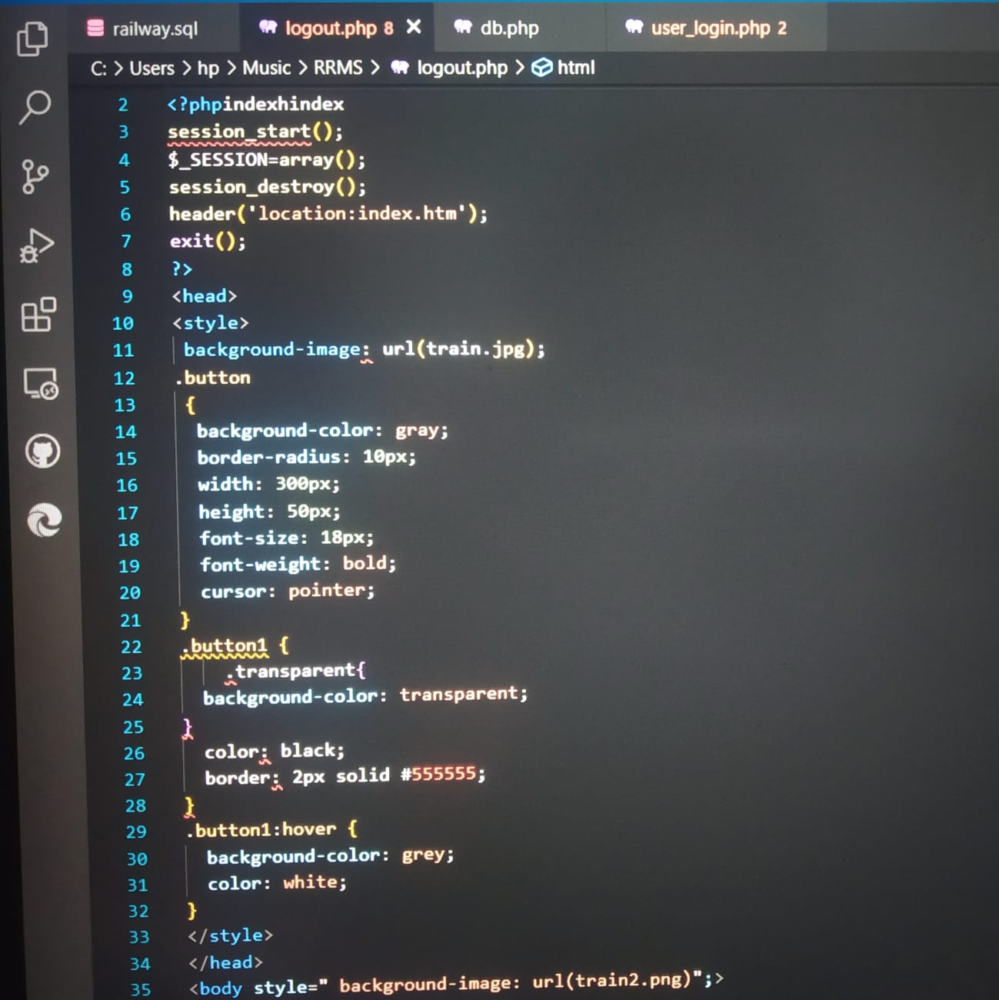 railway.sql logout.php 8 × db.php user_login.php 2
C: > Users > hp > Music > RRMS > logout.php > html
2 <?phpindexhindex
3 session_start();
4 $_SESSION=array();
5 session_destroy();
6 header('location:index.htm');
7 exit();
8 ?>
9 <head>
10 <style>
11 background-image: url(train.jpg);
12 .button
13 {
14 background-color: gray;
15 border-radius: 10px;
16 width: 300px;
17 height: 50px;
18 font-size: 18px;
19 font-weight: bold;
20 cursor: pointer;
21 }
22 .button1 {
23 .transparent{
24 background-color: transparent;
25 }
26 color: black;
27 border: 2px solid #555555;
28 }
29 .button1:hover {
30 background-color: grey;
31 color: white;
32 }
33 </style>
34 </head>
35 <body style=" background-image: url(train2.png)";>